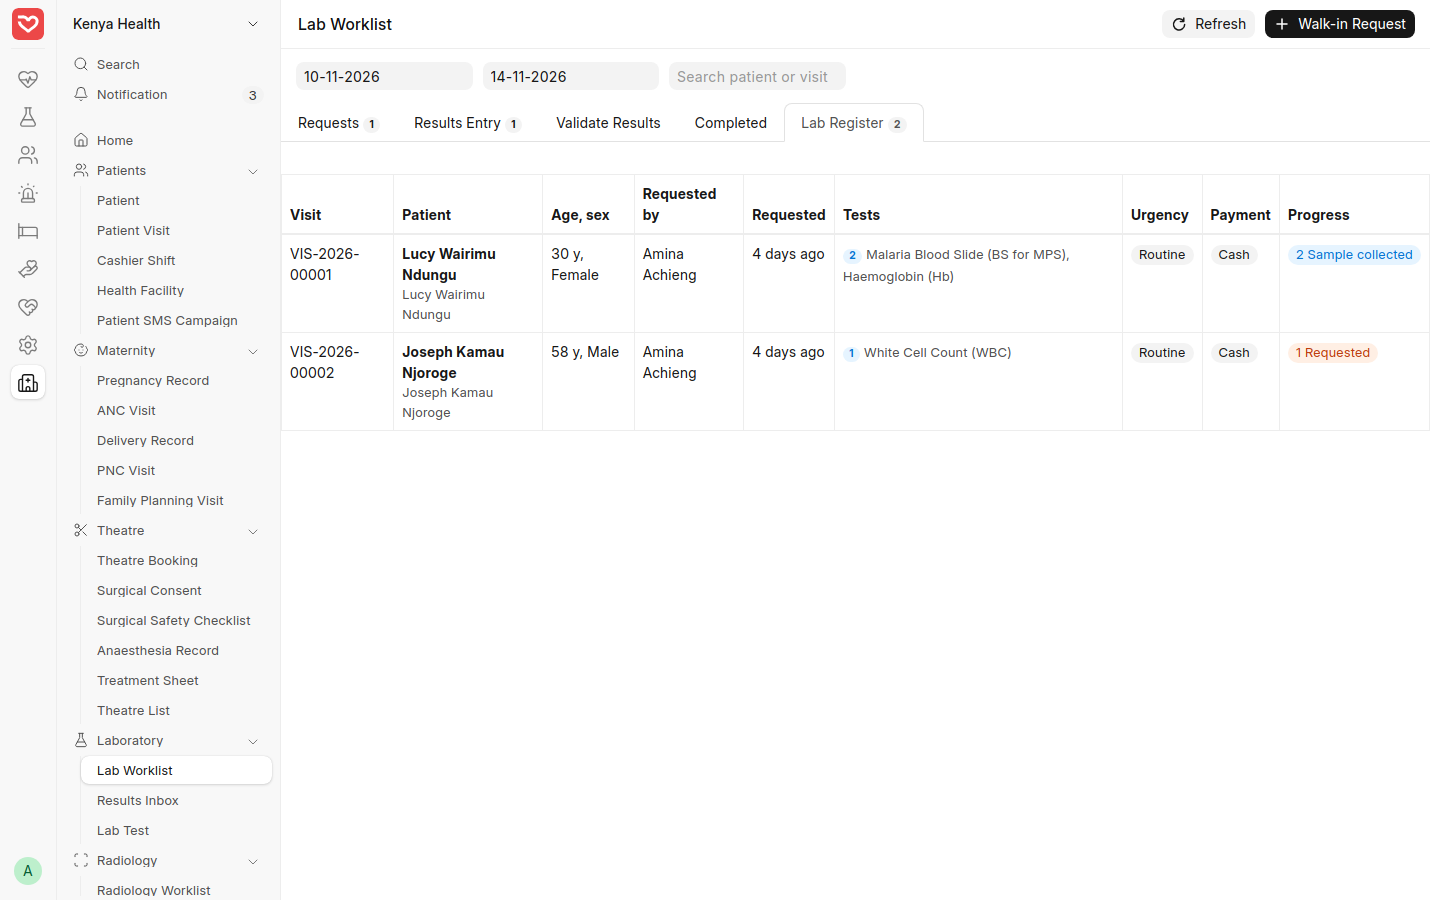 Kenya Health
Search
Notification 3
Home
Patients
Patient
Patient Visit
Cashier Shift
Health Facility
Patient SMS Campaign
Maternity
Pregnancy Record
ANC Visit
Delivery Record
PNC Visit
Family Planning Visit
Theatre
Theatre Booking
Surgical Consent
Surgical Safety Checklist
Anaesthesia Record
Treatment Sheet
Theatre List
Laboratory
Lab Worklist
Results Inbox
Lab Test
Radiology
Radiology Worklist
A
Lab Worklist
Refresh
Walk-in Request
10-11-2026
14-11-2026
Search patient or visit
Requests 1
Results Entry 1
Validate Results
Completed
Lab Register 2
Visit
Patient
Age, sex
Requested
by
Requested
Tests
Urgency
Payment
Progress
VIS-2026-
00001
Lucy Wairimu
Ndungu
Lucy Wairimu
Ndungu
30 y,
Female
Amina
Achieng
4 days ago
2 Malaria Blood Slide (BS for MPS),
Haemoglobin (Hb)
Routine
Cash
2 Sample collected
VIS-2026-
00002
Joseph Kamau
Njoroge
Joseph Kamau
Njoroge
58 y, Male
Amina
Achieng
4 days ago
1 White Cell Count (WBC)
Routine
Cash
1 Requested